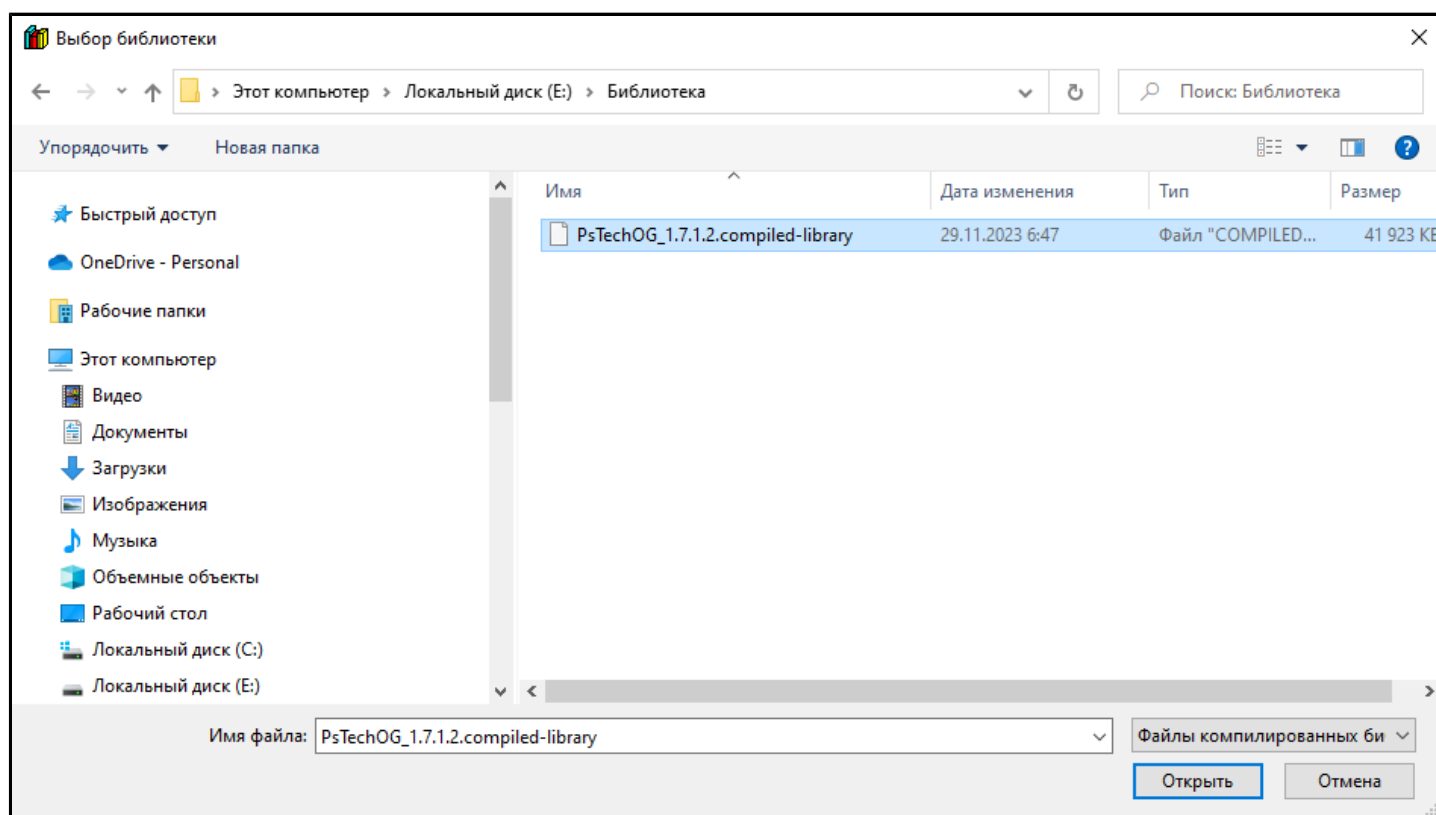 Выбор библиотеки
Этот компьютер › Локальный диск (E:) › Библиотека
Поиск: Библиотека
Упорядочить
Новая папка
?
Имя Дата изменения Тип Размер
PsTechOG_1.7.1.2.compiled-library 29.11.2023 6:47 Файл "COMPILED... 41 923 КБ
Быстрый доступ
OneDrive - Personal
Рабочие папки
Этот компьютер
Видео
Документы
Загрузки
Изображения
Музыка
Объемные объекты
Рабочий стол
Локальный диск (C:)
Локальный диск (E:)
Имя файла: PsTechOG_1.7.1.2.compiled-library
Файлы компилированных би
Открыть
Отмена